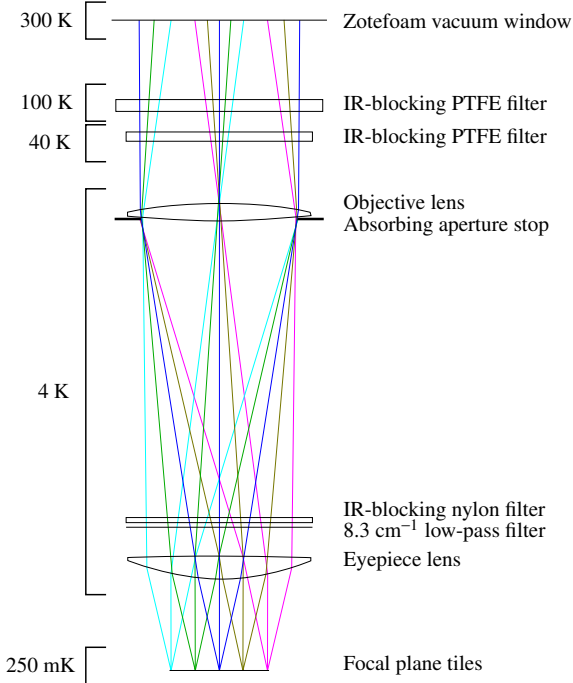 300 K
Zotefoam vacuum window
100 K
IR-blocking PTFE filter
40 K
IR-blocking PTFE filter
Objective lens
Absorbing aperture stop
4 K
IR-blocking nylon filter
8.3 cm⁻¹ low-pass filter
Eyepiece lens
250 mK
Focal plane tiles